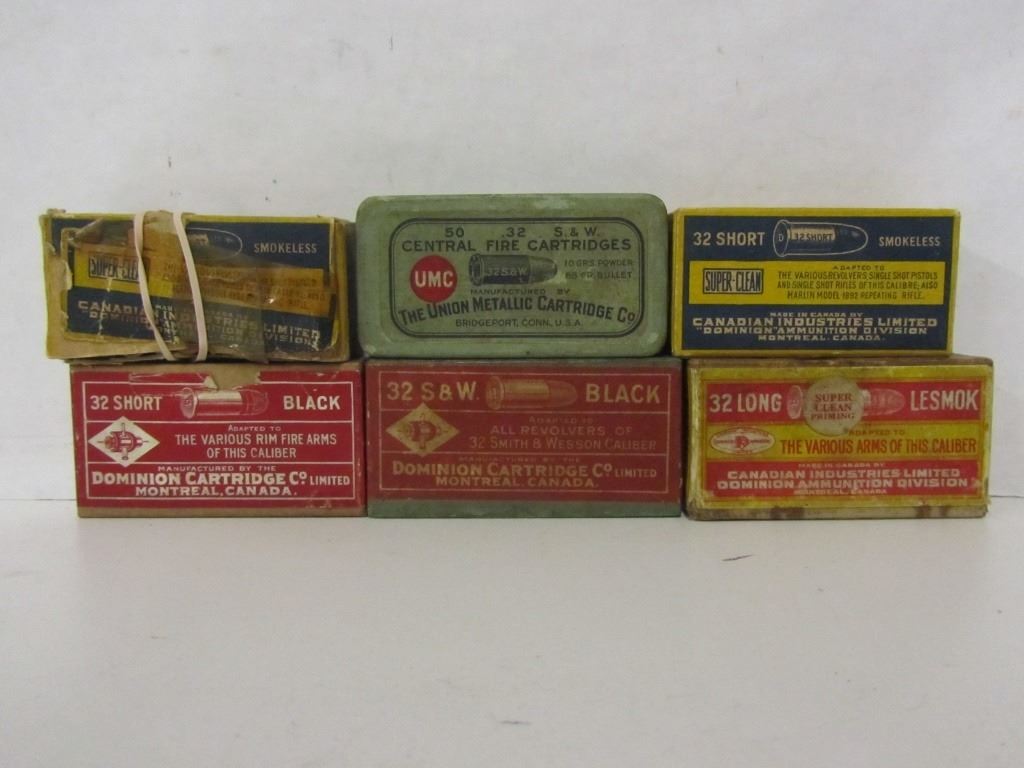 SMOKELESS
SUPER-CLEAN
CANADIAN INDUSTRIES LIMITED
DOMINION AMMUNITION DIVISION
50 .32 S. & W.
CENTRAL FIRE CARTRIDGES
UMC
32 S&W
10 GRS. POWDER
MANUFACTURED BY
THE UNION METALLIC CARTRIDGE CO
BRIDGEPORT, CONN., U.S.A.
32 SHORT
32 SHORT
SMOKELESS
SUPER-CLEAN
ADAPTED TO
THE VARIOUS REVOLVERS SINGLE SHOT PISTOLS
AND SINGLE SHOT RIFLES OF THIS CALIBRE; ALSO
MARLIN MODEL 1892 REPEATING RIFLE.
MADE IN CANADA BY
CANADIAN INDUSTRIES LIMITED
"DOMINION" AMMUNITION DIVISION
MONTREAL, CANADA.
32 SHORT BLACK
ADAPTED TO
THE VARIOUS RIM FIRE ARMS
OF THIS CALIBER
MANUFACTURED BY THE
DOMINION CARTRIDGE CO. LIMITED
MONTREAL, CANADA.
32 S&W. BLACK
ADAPTED TO
ALL REVOLVERS OF
32 SMITH & WESSON CALIBER
MANUFACTURED BY THE
DOMINION CARTRIDGE CO. LIMITED
MONTREAL, CANADA.
32 LONG LESMOK
SUPER
CLEAN
PRIMING
ADAPTED TO
THE VARIOUS ARMS OF THIS CALIBER
MADE IN CANADA BY
CANADIAN INDUSTRIES LIMITED
DOMINION AMMUNITION DIVISION
MONTREAL, CANADA